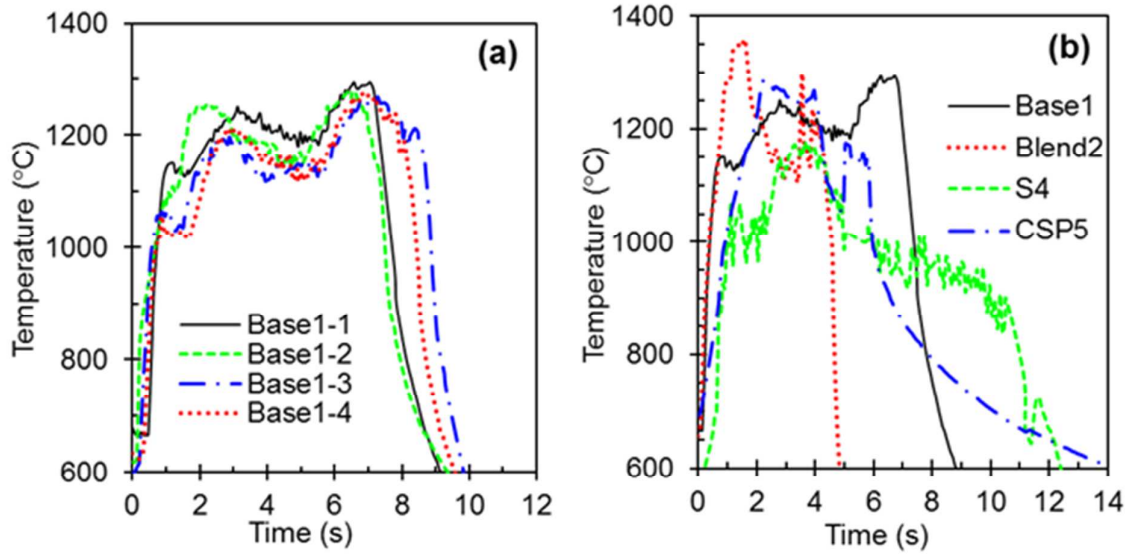 (a)
Temperature (°C)
1400
1200
1000
800
600
Base1-1
Base1-2
Base1-3
Base1-4
0 2 4 6 8 10 12
Time (s)
(b)
Temperature (°C)
1400
1200
1000
800
600
Base1
Blend2
S4
CSP5
0 2 4 6 8 10 12 14
Time (s)